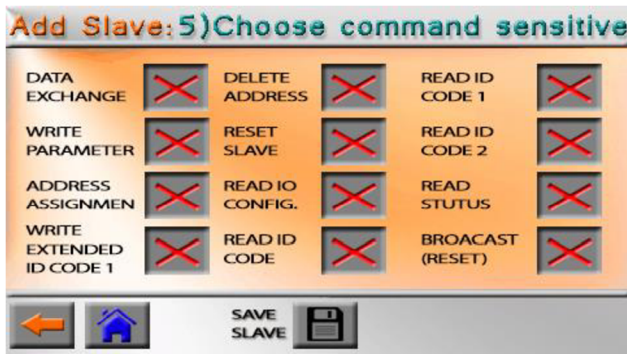 Add Slave: 5)Choose command sensitive
DATA
EXCHANGE
DELETE
ADDRESS
READ ID
CODE 1
WRITE
PARAMETER
RESET
SLAVE
READ ID
CODE 2
ADDRESS
ASSIGNMEN
READ IO
CONFIG.
READ
STUTUS
WRITE
EXTENDED
ID CODE 1
READ ID
CODE
BROACAST
(RESET)
SAVE
SLAVE